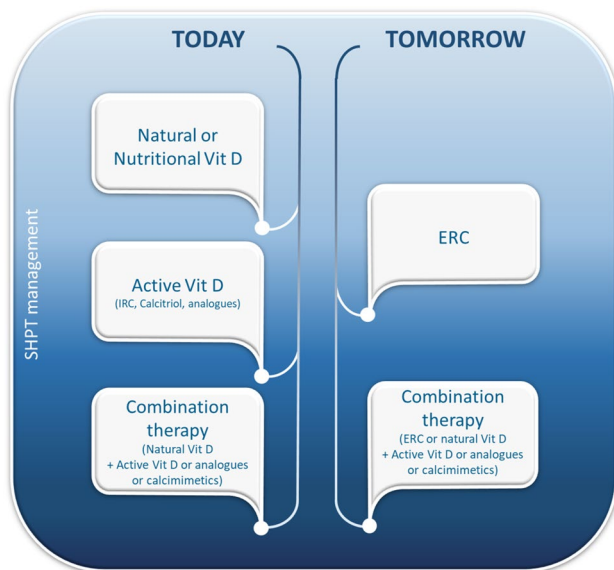 TODAY
TOMORROW
SHPT management
Natural or
Nutritional Vit D
Active Vit D
(IRC, Calcitriol, analogues)
Combination
therapy
(Natural Vit D
+ Active Vit D or analogues
or calcimimetics)
ERC
Combination
therapy
(ERC or natural Vit D
+ Active Vit D or analogues
or calcimimetics)